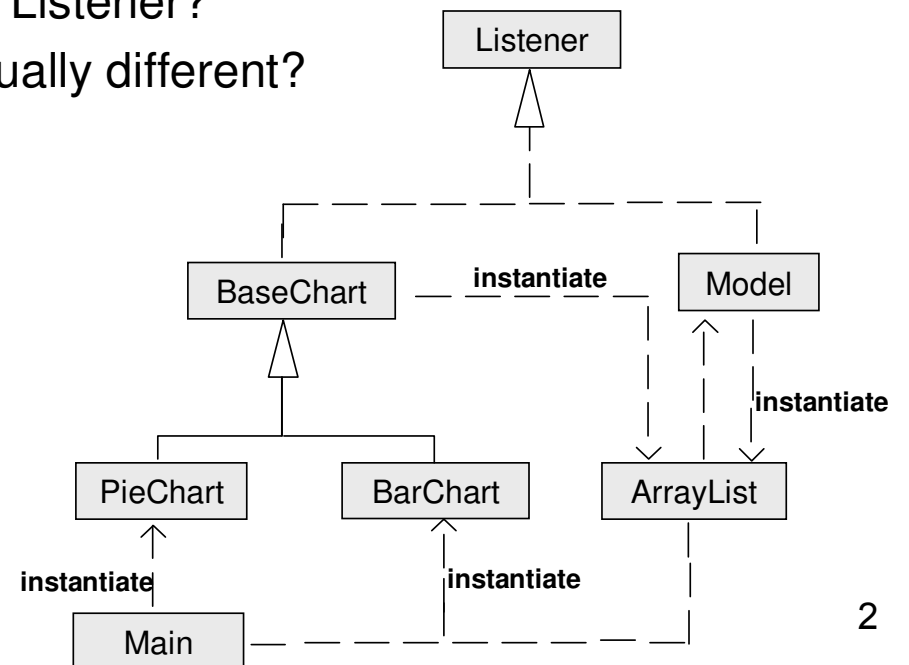 Listener?
ually different?
Listener
BaseChart
instantiate
Model
instantiate
PieChart
BarChart
ArrayList
instantiate
instantiate
Main
2